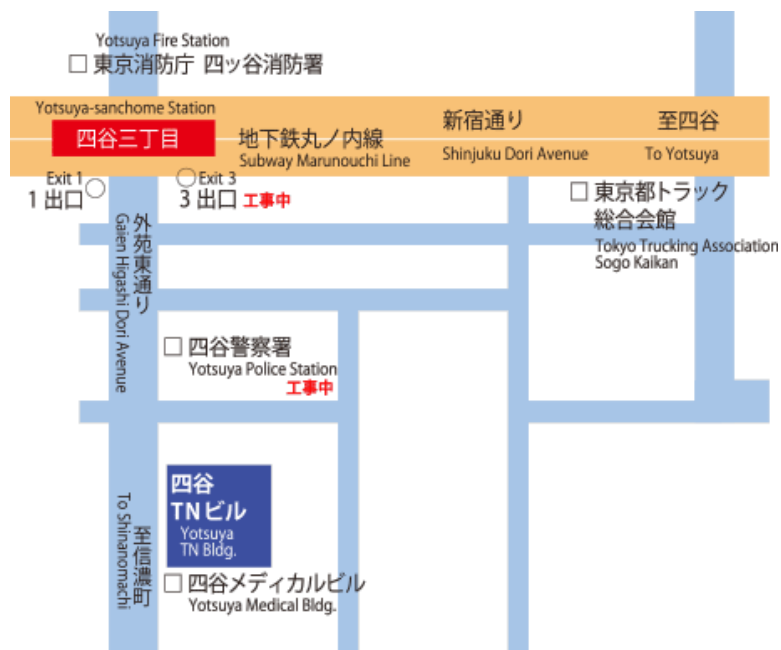 Yotsuya Fire Station
□ 東京消防庁 四ッ谷消防署
Yotsuya-sanchome Station
四谷三丁目
地下鉄丸ノ内線
Subway Marunouchi Line
新宿通り
Shinjuku Dori Avenue
至四谷
To Yotsuya
Exit 1
1 出口
Exit 3
3 出口 工事中
□ 東京都トラック
総合会館
Tokyo Trucking Association
Sogo Kaikan
外苑東通り
Gaien Higashi Dori Avenue
□ 四谷警察署
Yotsuya Police Station
工事中
四谷
TNビル
Yotsuya
TN Bldg.
至信濃町
To Shinanomachi
□ 四谷メディカルビル
Yotsuya Medical Bldg.